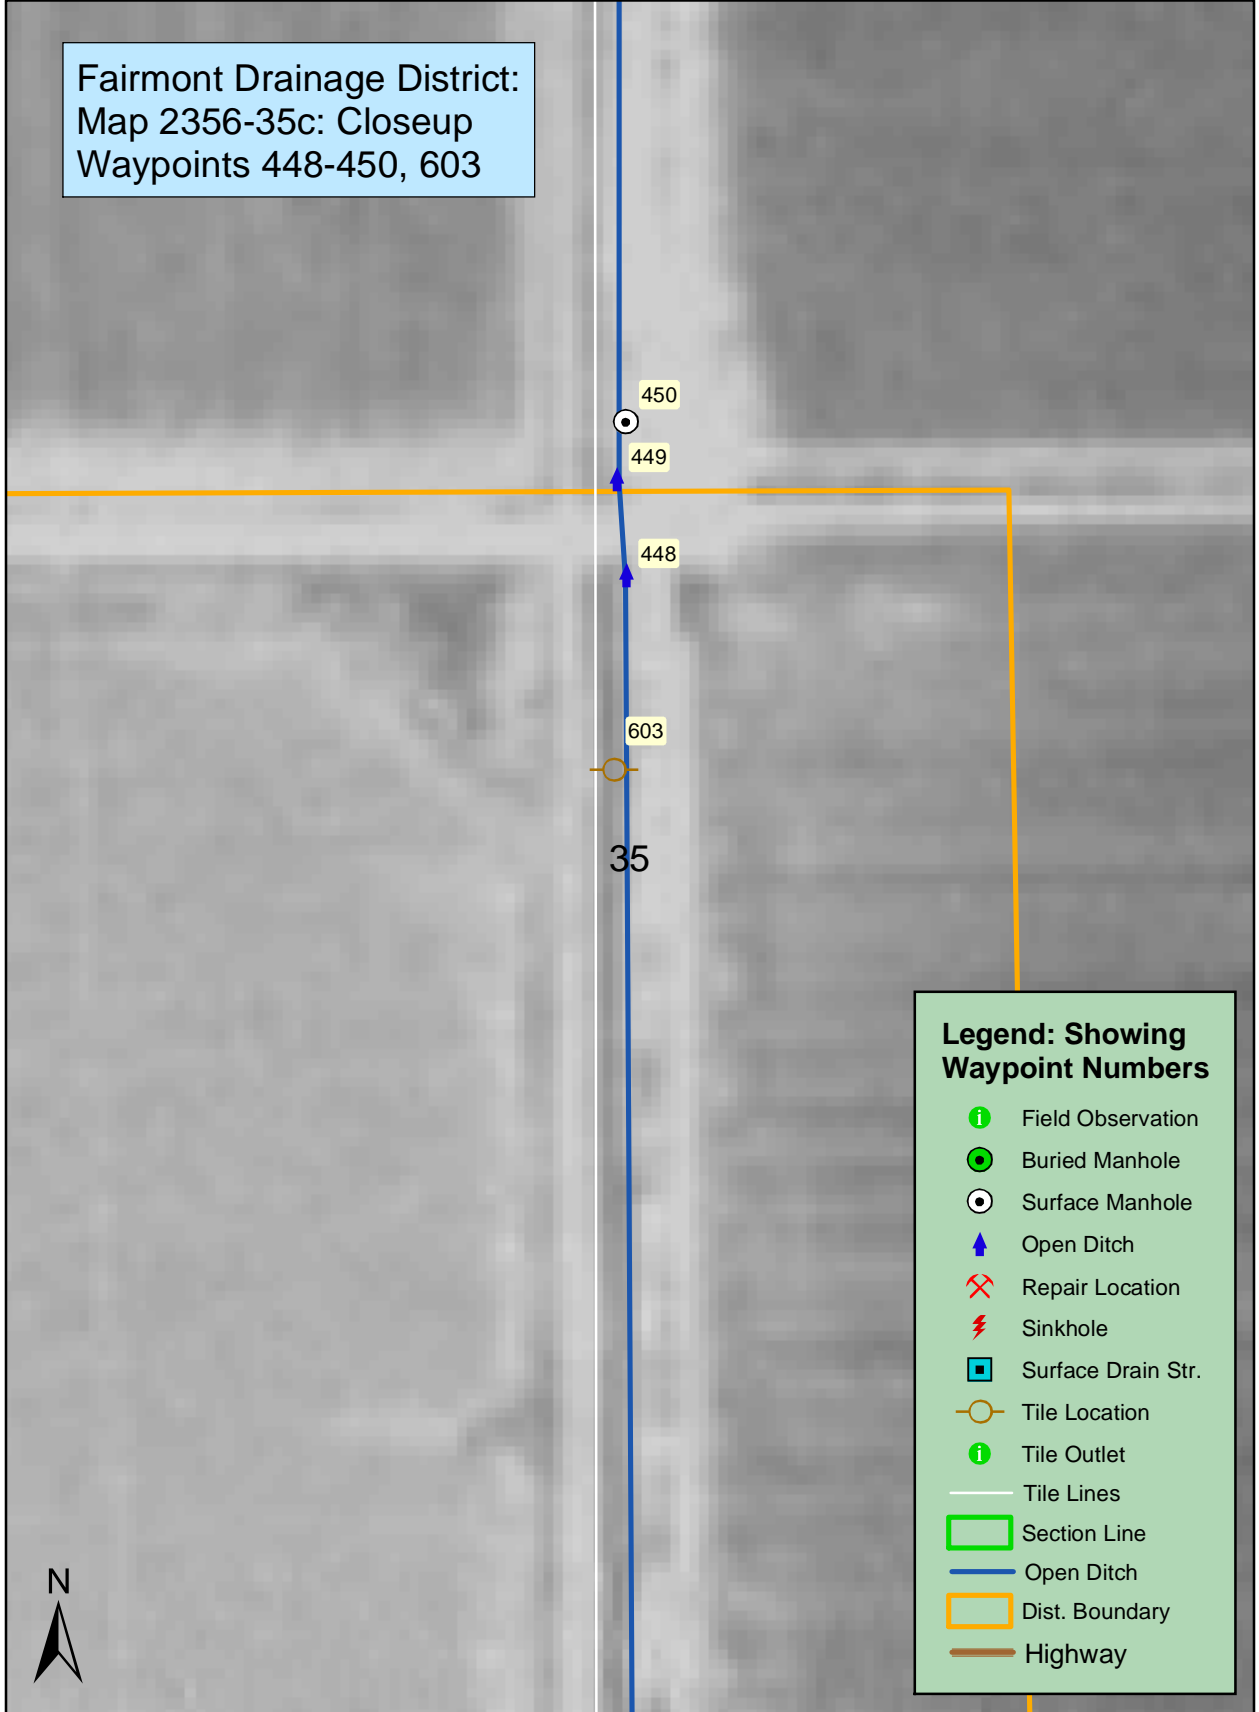 Fairmont Drainage District:
Map 2356-35c: Closeup
Waypoints 448-450, 603
450
449
448
603
35
Legend: Showing
Waypoint Numbers
i Field Observation
Buried Manhole
Surface Manhole
Open Ditch
Repair Location
Sinkhole
Surface Drain Str.
Tile Location
i Tile Outlet
Tile Lines
Section Line
Open Ditch
Dist. Boundary
Highway
N